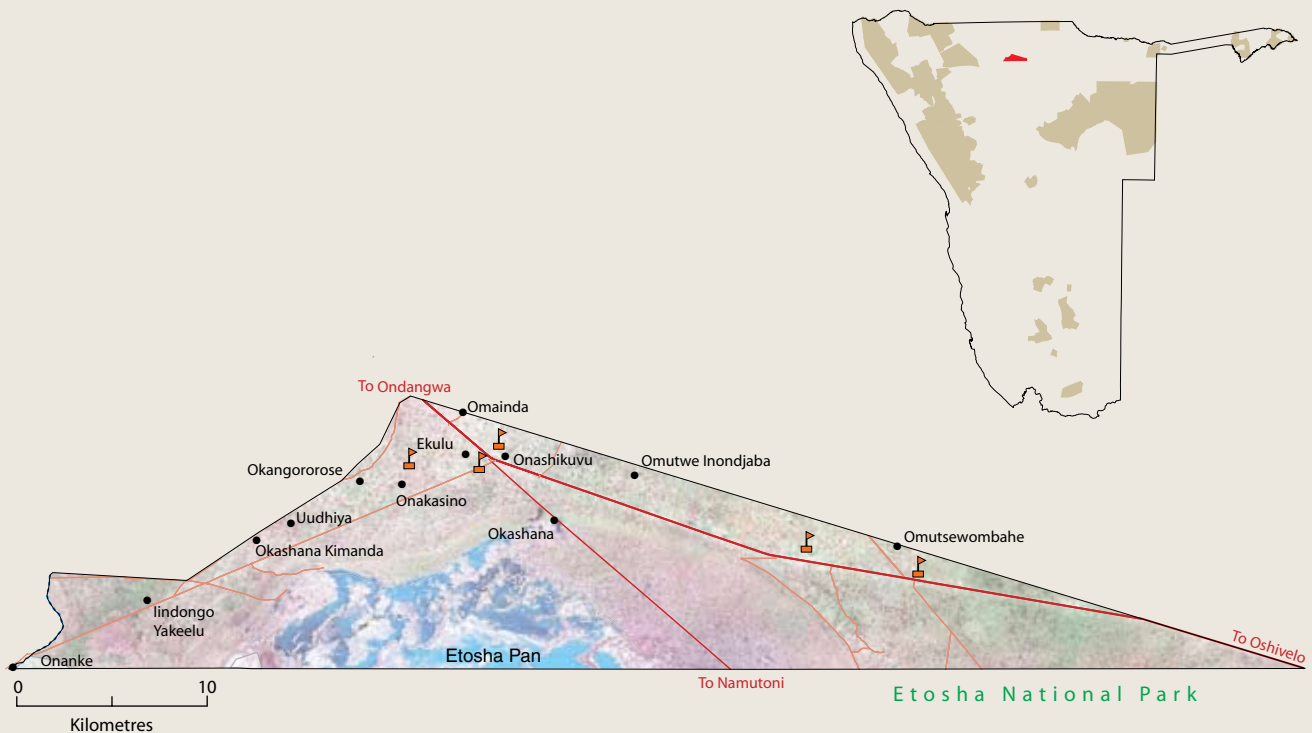 To Ondangwa
Omainda
Ekulu
Onashikuvu
Omutwe Inondjaba
Okangororose
Onakasino
Uudhiya
Okashana
Omutsewombahe
Okashana Kimanda
Iindongo
Yakeelu
To Oshivelo
Onanke
Etosha Pan
To Namutoni
Etosha National Park
0 10
Kilometres